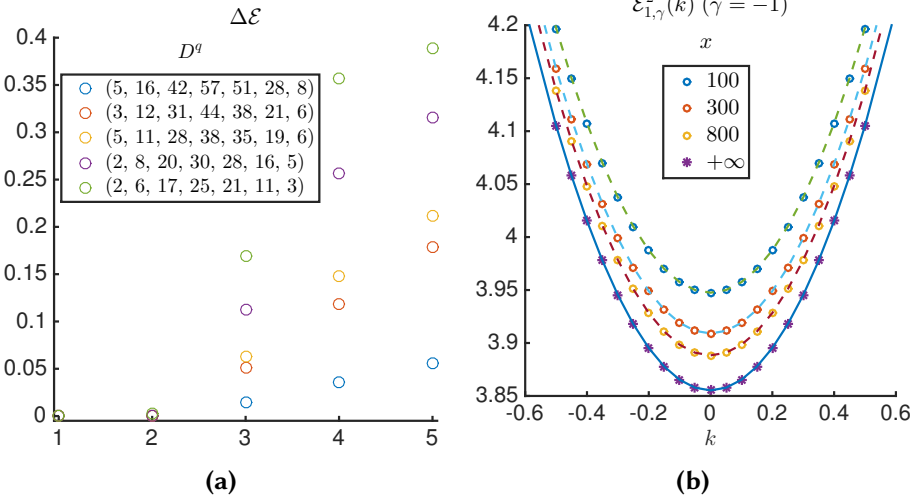 Δℰ
D^q
(5, 16, 42, 57, 51, 28, 8)
(3, 12, 31, 44, 38, 21, 6)
(5, 11, 28, 38, 35, 19, 6)
(2, 8, 20, 30, 28, 16, 5)
(2, 6, 17, 25, 21, 11, 3)
0.4
0.35
0.3
0.25
0.2
0.15
0.1
0.05
0
1 2 3 4 5
(a)
(k) (γ = −1)
x
100
300
800
+∞
4.2
4.15
4.1
4.05
4
3.95
3.9
3.85
-0.6 -0.4 -0.2 0 0.2 0.4 0.6
k
(b)